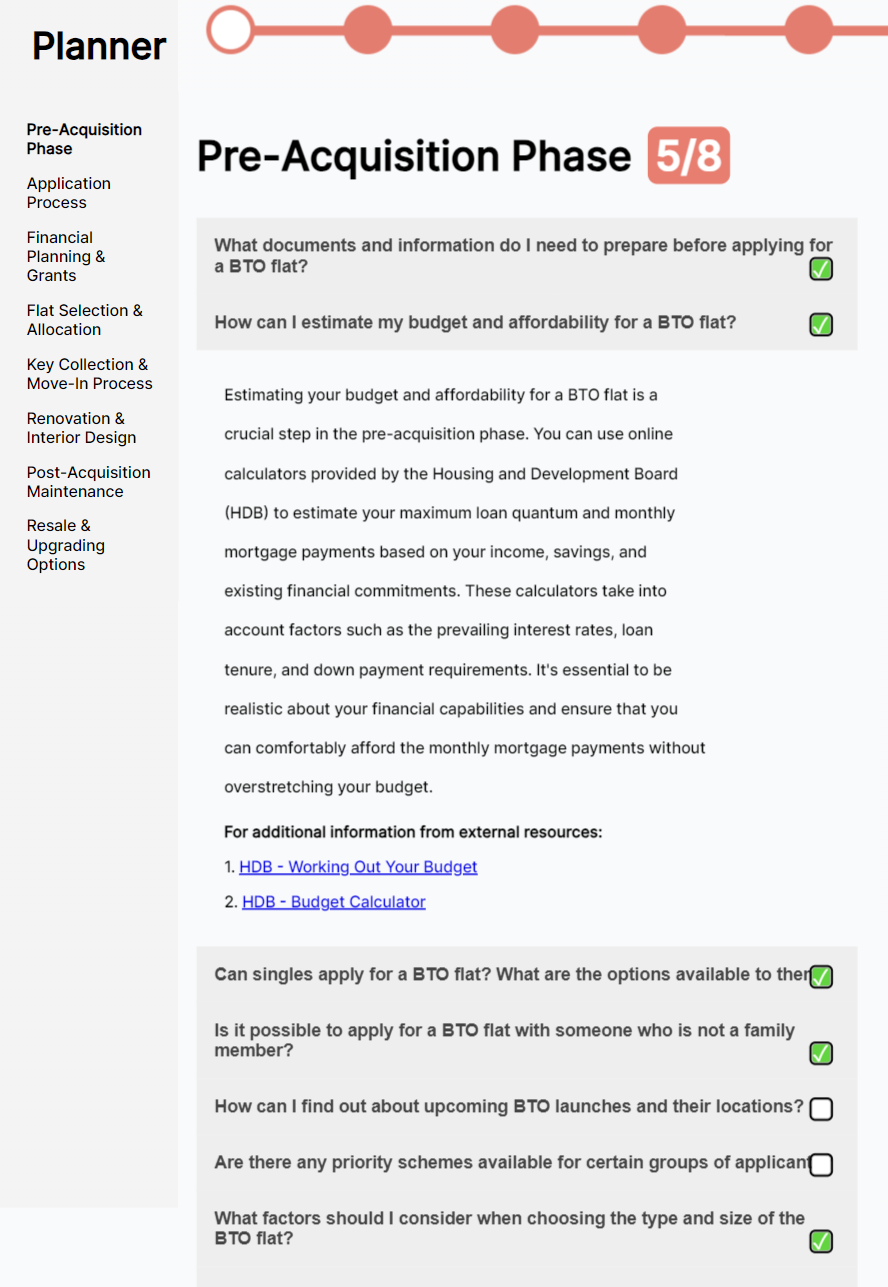 Planner
Pre-Acquisition
Phase
Application
Process
Financial
Planning &
Grants
Flat Selection &
Allocation
Key Collection &
Move-In Process
Renovation &
Interior Design
Post-Acquisition
Maintenance
Resale &
Upgrading
Options
Pre-Acquisition Phase 5/8
What documents and information do I need to prepare before applying for
a BTO flat?
How can I estimate my budget and affordability for a BTO flat?
Estimating your budget and affordability for a BTO flat is a
crucial step in the pre-acquisition phase. You can use online
calculators provided by the Housing and Development Board
(HDB) to estimate your maximum loan quantum and monthly
mortgage payments based on your income, savings, and
existing financial commitments. These calculators take into
account factors such as the prevailing interest rates, loan
tenure, and down payment requirements. It's essential to be
realistic about your financial capabilities and ensure that you
can comfortably afford the monthly mortgage payments without
overstretching your budget.
For additional information from external resources:
1. HDB - Working Out Your Budget
2. HDB - Budget Calculator
Can singles apply for a BTO flat? What are the options available to
Is it possible to apply for a BTO flat with someone who is not a family
member?
How can I find out about upcoming BTO launches and their locations?
Are there any priority schemes available for certain groups of
What factors should I consider when choosing the type and size of the
BTO flat?